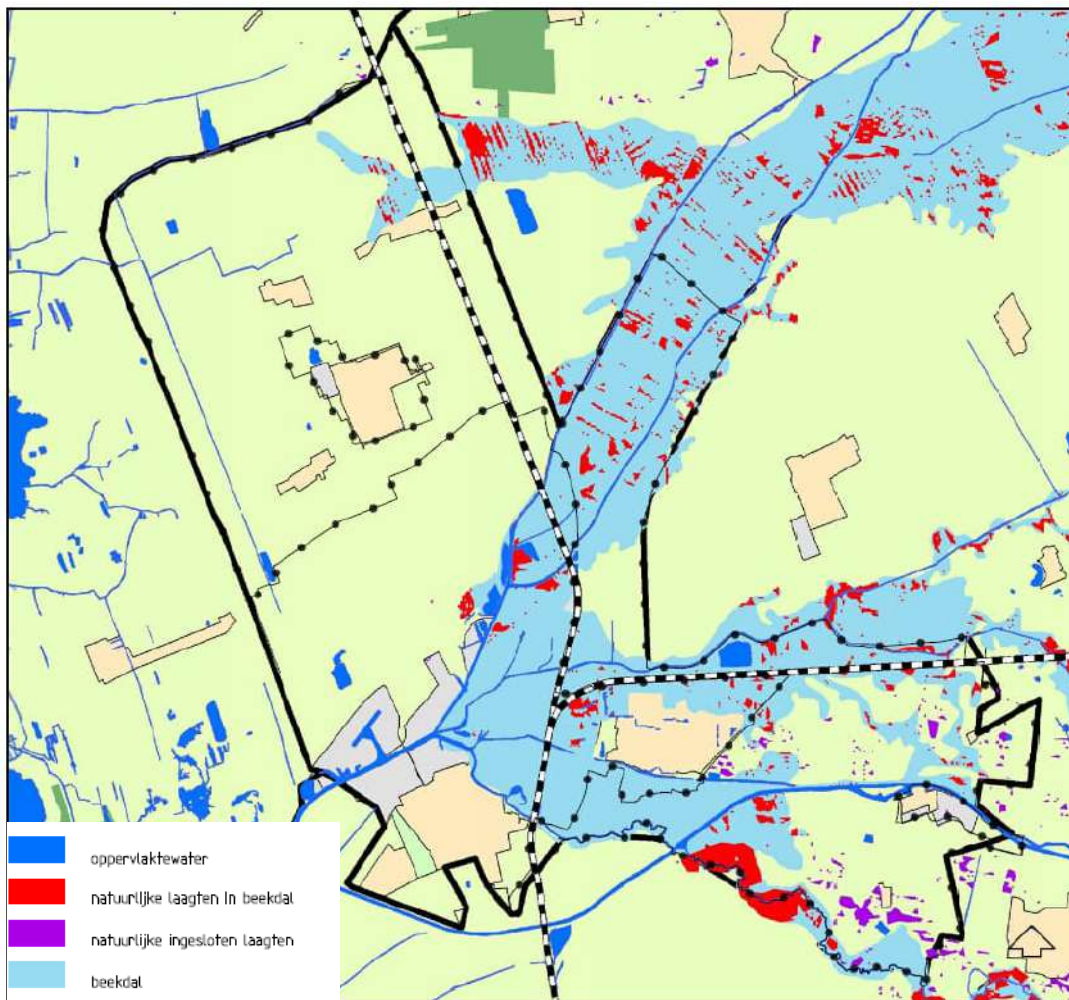 oppervlaktewater
natuurlijke laagten in beekdal
natuurlijke ingesloten laagten
beekdal